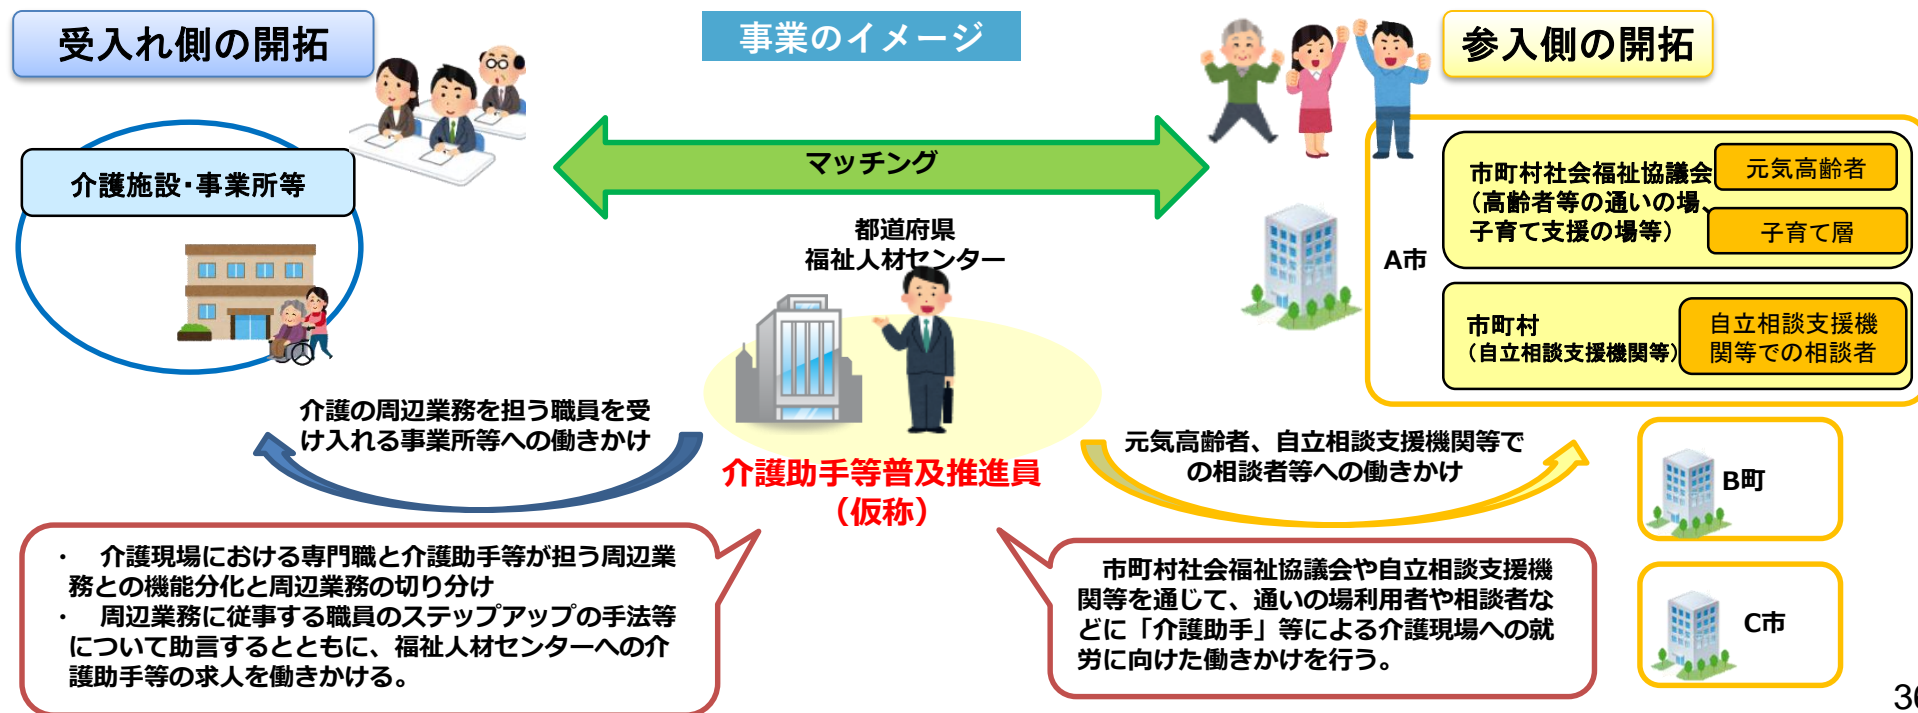 受入れ側の開拓
事業のイメージ
参入側の開拓
介護施設・事業所等
マッチング
都道府県
福祉人材センター
A市
市町村社会福祉協議会
（高齢者等の通いの場、
子育て支援の場等）
元気高齢者
子育て層
市町村
（自立相談支援機関等）
自立相談支援機
関等での相談者
介護の周辺業務を担う職員を受
け入れる事業所等への働きかけ
介護助手等普及推進員
（仮称）
元気高齢者、自立相談支援機関等で
の相談者等への働きかけ
B町
C市
・　介護現場における専門職と介護助手等が担う周辺業
務との機能分化と周辺業務の切り分け
・　周辺業務に従事する職員のステップアップの手法等
について助言するとともに、福祉人材センターへの介
護助手等の求人を働きかける。
市町村社会福祉協議会や自立相談支援機
関等を通じて、通いの場利用者や相談者な
どに「介護助手」等による介護現場への就
労に向けた働きかけを行う。